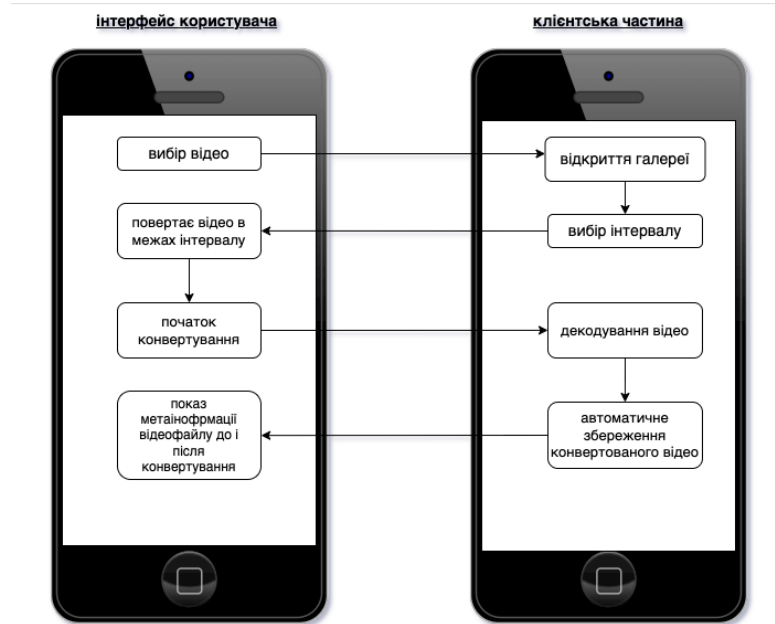 інтерфейс користувача
клієнтська частина
вибір відео
відкриття галереї
повертає відео в
межах інтервалу
вибір інтервалу
початок
конвертування
декодування відео
показ
метаінофрмації
відеофайлу до і
після
конвертування
автоматичне
збереження
конвертованого відео